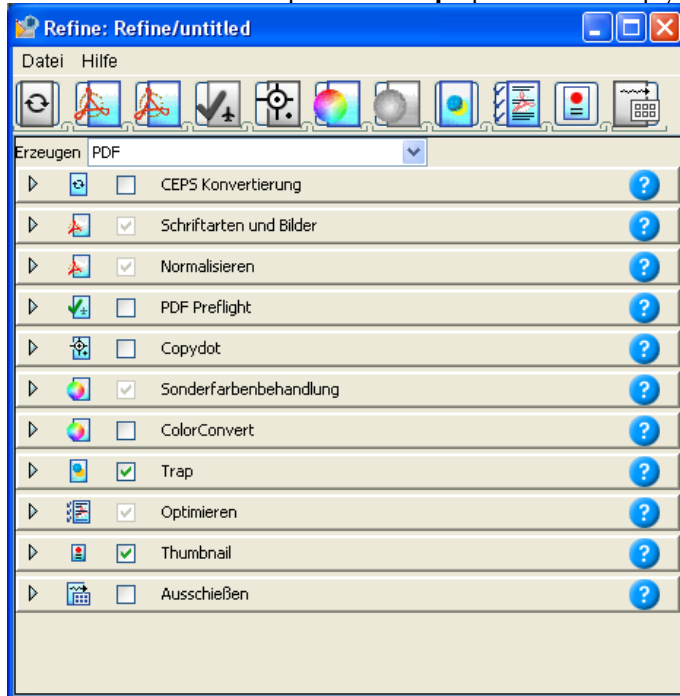 Refine: Refine/untitled
Datei Hilfe
Erzeugen PDF
CEPS Konvertierung
Schriftarten und Bilder
Normalisieren
PDF Preflight
Copydot
Sonderfarbenbehandlung
ColorConvert
Trap
Optimieren
Thumbnail
Ausschießen